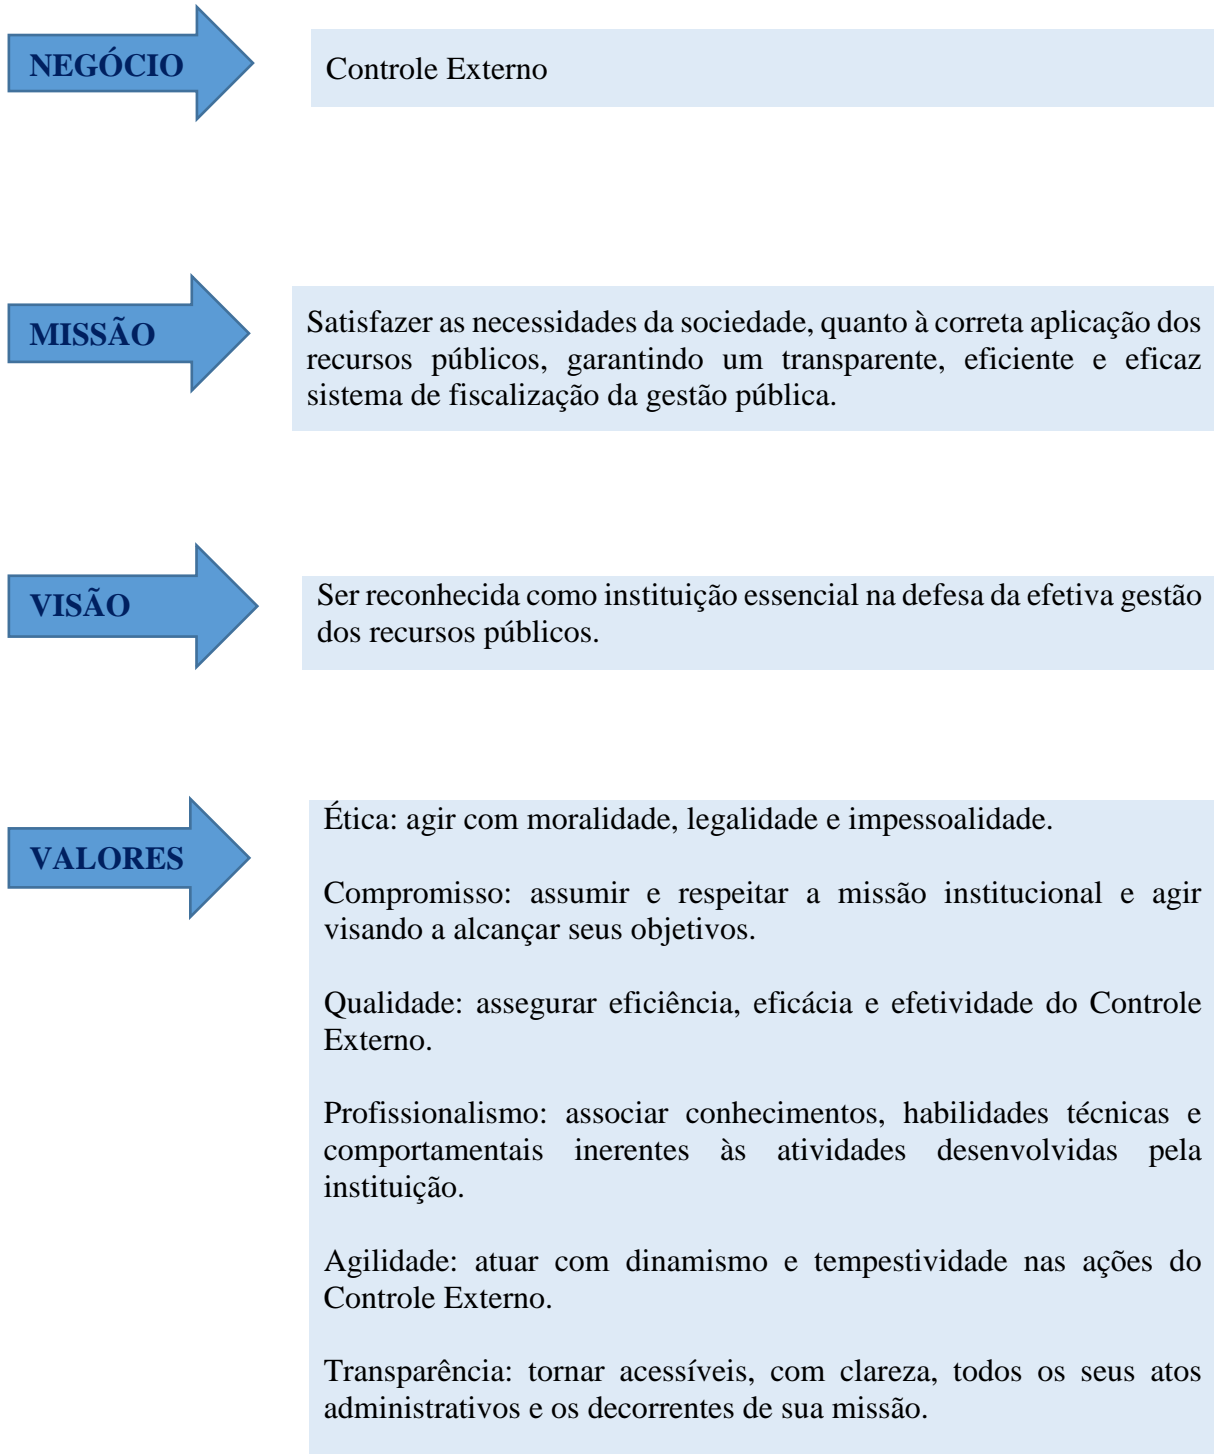 NEGÓCIO
Controle Externo
MISSÃO
Satisfazer as necessidades da sociedade, quanto à correta aplicação dos
recursos públicos, garantindo um transparente, eficiente e eficaz
sistema de fiscalização da gestão pública.
VISÃO
Ser reconhecida como instituição essencial na defesa da efetiva gestão
dos recursos públicos.
VALORES
Ética: agir com moralidade, legalidade e impessoalidade.
Compromisso: assumir e respeitar a missão institucional e agir
visando a alcançar seus objetivos.
Qualidade: assegurar eficiência, eficácia e efetividade do Controle
Externo.
Profissionalismo: associar conhecimentos, habilidades técnicas e
comportamentais inerentes às atividades desenvolvidas pela
instituição.
Agilidade: atuar com dinamismo e tempestividade nas ações do
Controle Externo.
Transparência: tornar acessíveis, com clareza, todos os seus atos
administrativos e os decorrentes de sua missão.